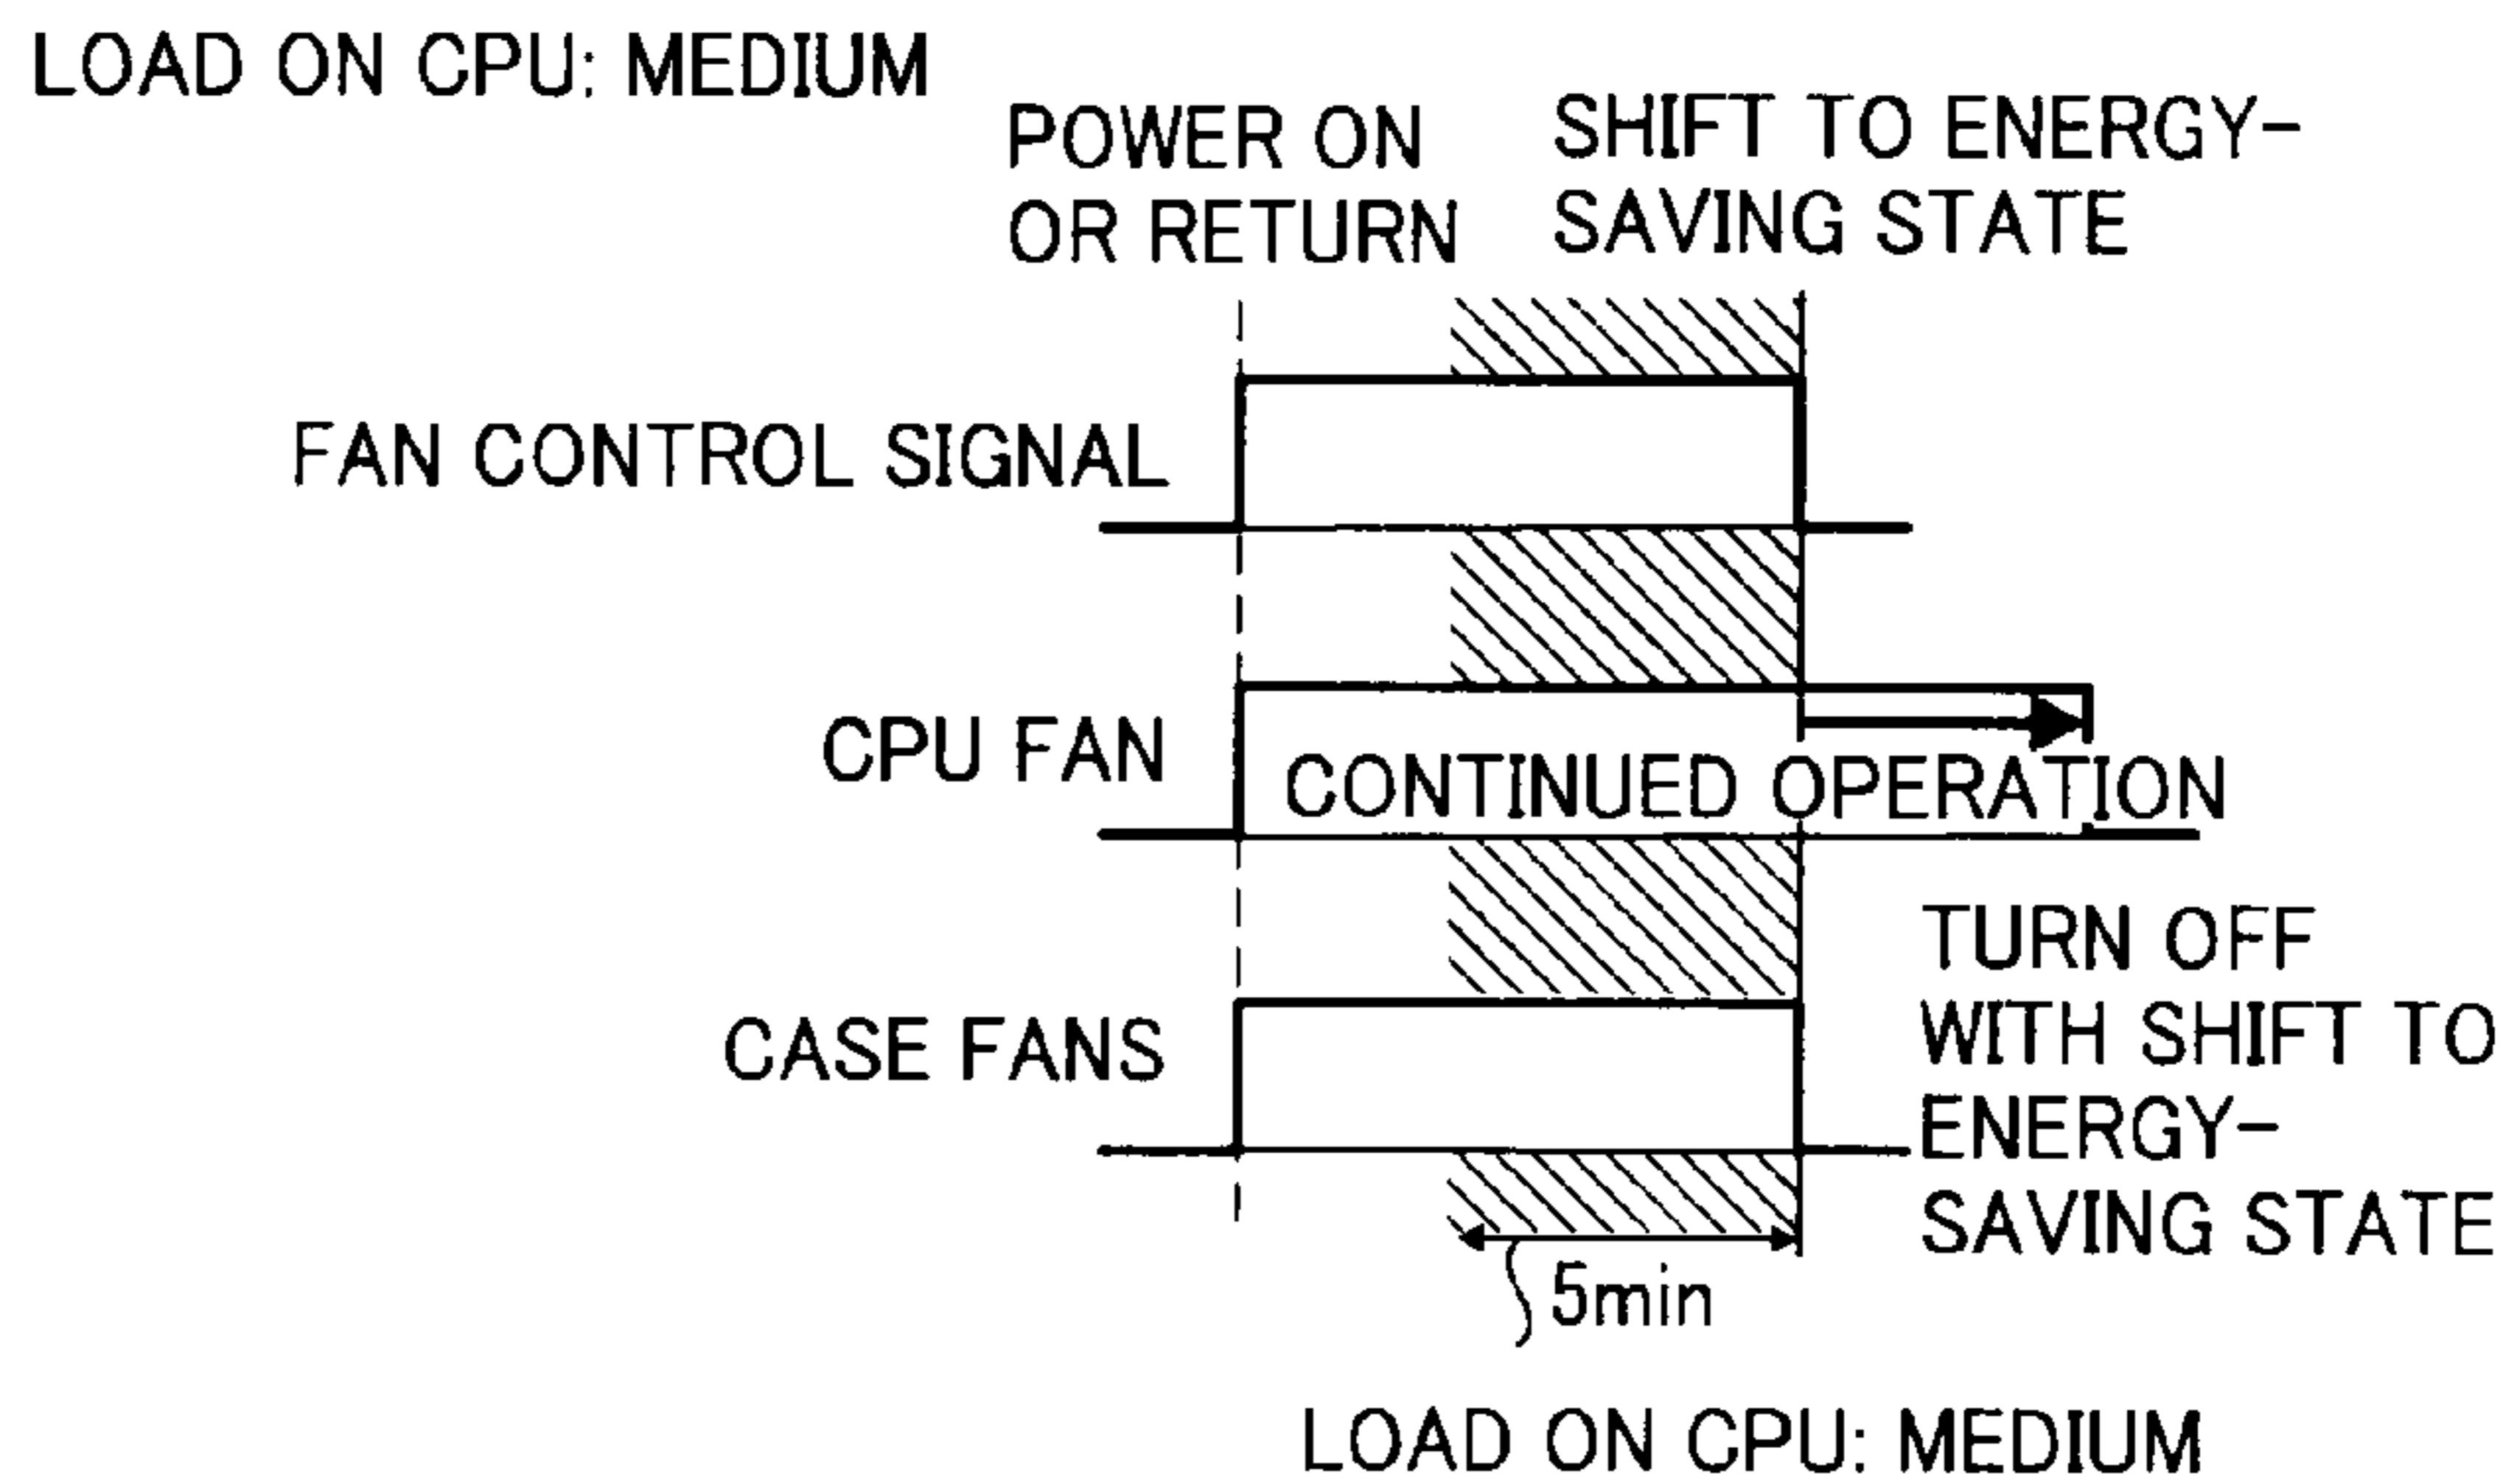 LOAD ON CPU: MEDIUM
POWER ON
OR RETURN
SHIFT TO ENERGY-
SAVING STATE
FAN CONTROL SIGNAL
CPU FAN
CONTINUED OPERATION
CASE FANS
TURN OFF
WITH SHIFT TO
ENERGY-
SAVING STATE
5min
LOAD ON CPU: MEDIUM